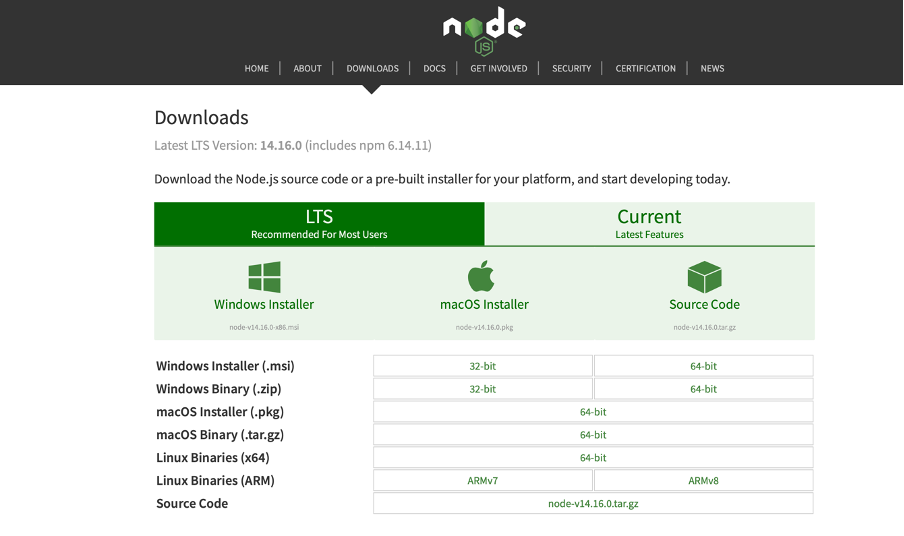 node
JS
HOME | ABOUT | DOWNLOADS | DOCS | GET INVOLVED | SECURITY | CERTIFICATION | NEWS
Downloads
Latest LTS Version: 14.16.0 (includes npm 6.14.11)
Download the Node.js source code or a pre-built installer for your platform, and start developing today.
LTS Current
Recommended For Most Users Latest Features
Windows Installer macOS Installer Source Code
node-v14.16.0-x86.msi node-v14.16.0.pkg node-v14.16.0.tar.gz
Windows Installer (.msi) 32-bit 64-bit
Windows Binary (.zip) 32-bit 64-bit
macOS Installer (.pkg) 64-bit
macOS Binary (.tar.gz) 64-bit
Linux Binaries (x64) 64-bit
Linux Binaries (ARM) ARMv7 ARMv8
Source Code node-v14.16.0.tar.gz